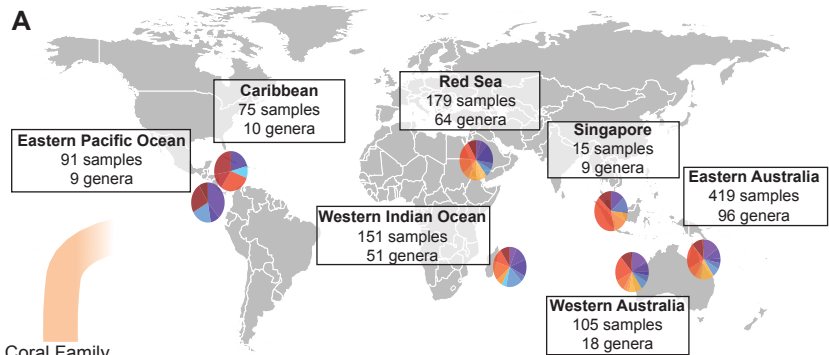 A
Caribbean
75 samples
10 genera
Red Sea
179 samples
64 genera
Eastern Pacific Ocean
91 samples
9 genera
Singapore
15 samples
9 genera
Eastern Australia
419 samples
96 genera
Western Indian Ocean
151 samples
51 genera
Western Australia
105 samples
18 genera
Coral Family